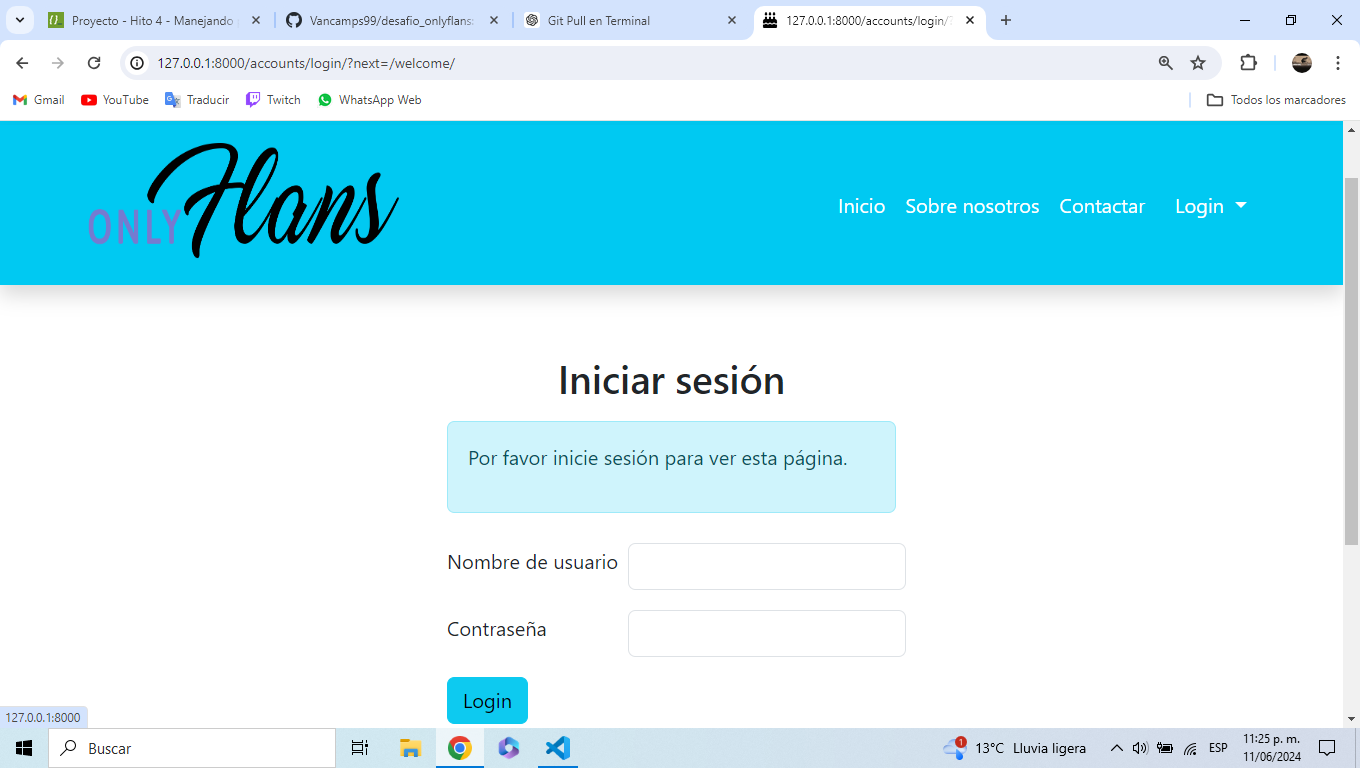 Proyecto - Hito 4 - Manejando
Vancamps99/desafio_onlyflans
Git Pull en Terminal
127.0.0.1:8000/accounts/login/?
127.0.0.1:8000/accounts/login/?next=/welcome/
Gmail
YouTube
Traducir
Twitch
WhatsApp Web
Todos los marcadores
ONLY Flans
Inicio
Sobre nosotros
Contactar
Login
Iniciar sesión
Por favor inicie sesión para ver esta página.
Nombre de usuario
Contraseña
Login
127.0.0.1:8000
Buscar
1
13°C Lluvia ligera
ESP
11:25 p. m.
11/06/2024